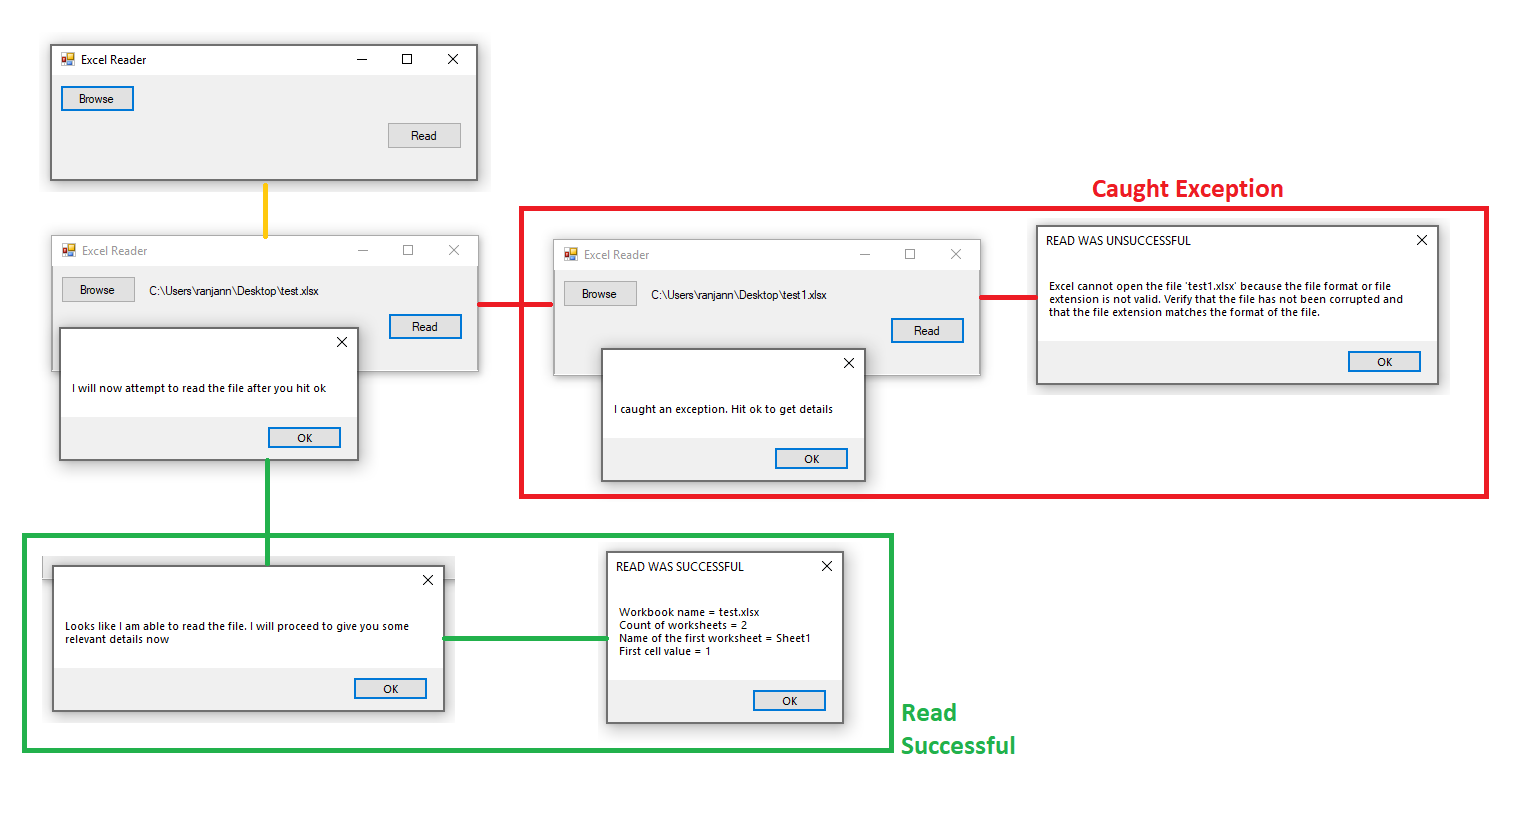 Excel Reader
Browse
Read
Caught Exception
Excel Reader
Browse
C:\Users\ranjann\Desktop\test.xlsx
Read
I will now attempt to read the file after you hit ok
OK
Excel Reader
Browse
C:\Users\ranjann\Desktop\test1.xlsx
Read
I caught an exception. Hit ok to get details
OK
READ WAS UNSUCCESSFUL
Excel cannot open the file 'test1.xlsx' because the file format or file
extension is not valid. Verify that the file has not been corrupted and
that the file extension matches the format of the file.
OK
Looks like I am able to read the file. I will proceed to give you some
relevant details now
OK
READ WAS SUCCESSFUL
Workbook name = test.xlsx
Count of worksheets = 2
Name of the first worksheet = Sheet1
First cell value = 1
OK
Read
Successful